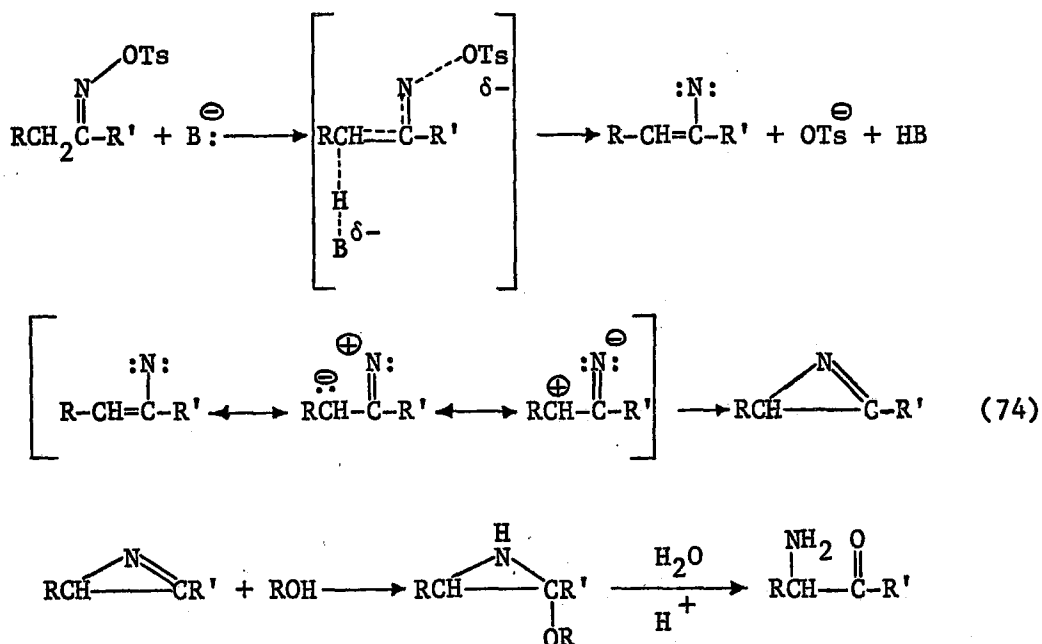 OTs
N OTs δ− :N:
RCH2C-R' + B:⊖ RCH C-R' R-CH=C-R' + OTs⊖ + HB
H
B δ−
:N: ⊕ N: :N: ⊖ N
R-CH=C-R' ⊖: RCH-C-R' ⊕ RCH-C-R' RCH C-R' (74)
H
N N H2O NH2 O
RCH CR' + ROH RCH CR' H+ RCH-C-R'
OR